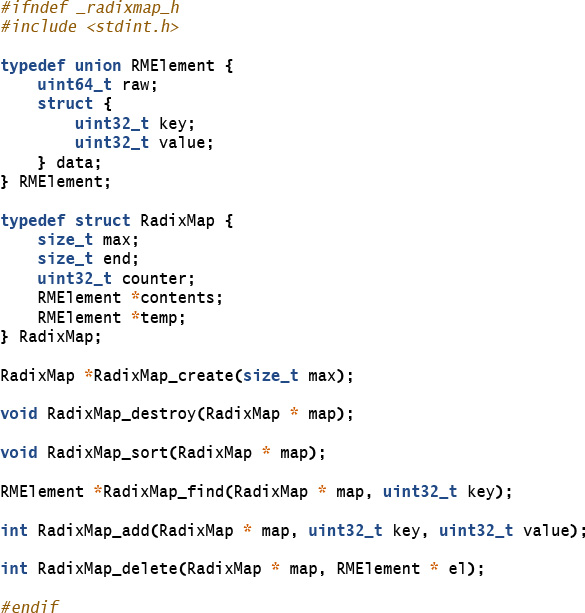 #ifndef _radixmap_h
#include <stdint.h>

typedef union RMElement {
    uint64_t raw;
    struct {
        uint32_t key;
        uint32_t value;
    } data;
} RMElement;

typedef struct RadixMap {
    size_t max;
    size_t end;
    uint32_t counter;
    RMElement *contents;
    RMElement *temp;
} RadixMap;

RadixMap *RadixMap_create(size_t max);

void RadixMap_destroy(RadixMap * map);

void RadixMap_sort(RadixMap * map);

RMElement *RadixMap_find(RadixMap * map, uint32_t key);

int RadixMap_add(RadixMap * map, uint32_t key, uint32_t value);

int RadixMap_delete(RadixMap * map, RMElement * el);

#endif